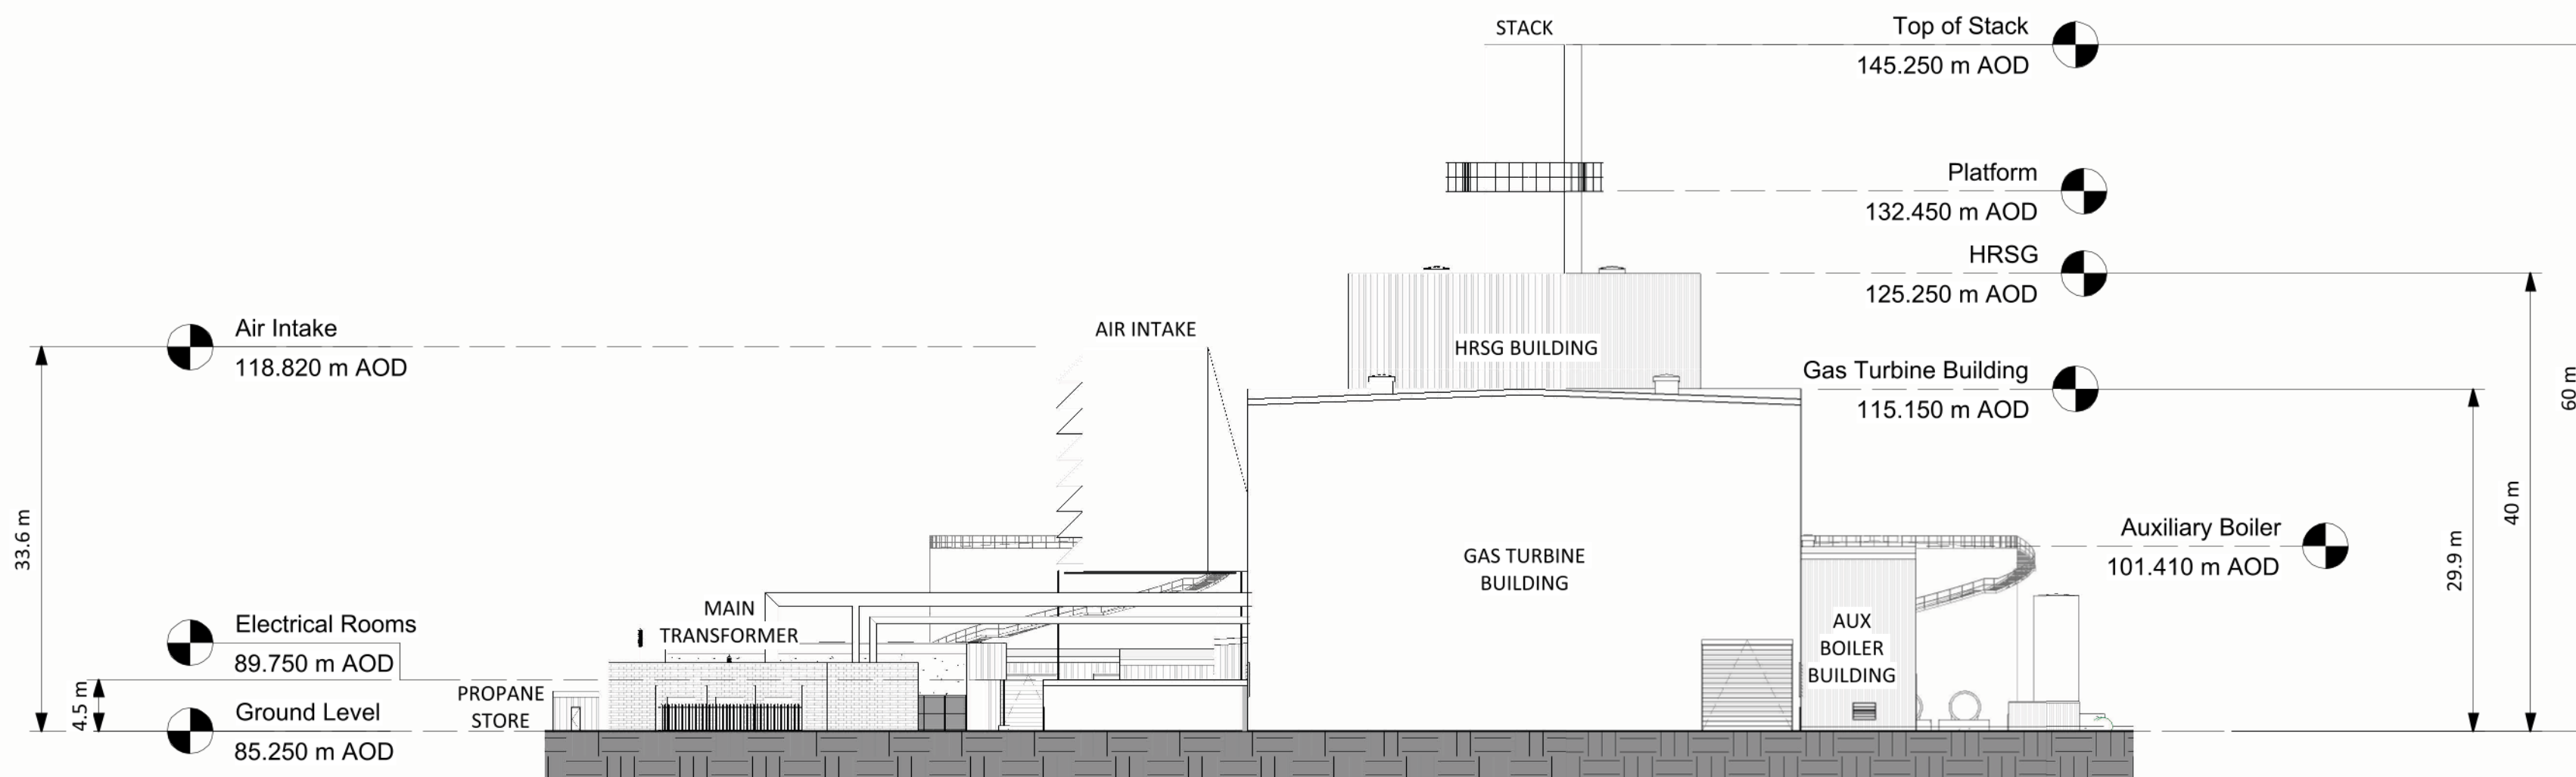 STACK
Top of Stack
145.250 m AOD
Platform
132.450 m AOD
HRSG
125.250 m AOD
Air Intake
118.820 m AOD
AIR INTAKE
HRSG BUILDING
Gas Turbine Building
115.150 m AOD
60 m
33.6 m
40 m
29.9 m
Auxiliary Boiler
101.410 m AOD
GAS TURBINE
BUILDING
Electrical Rooms
89.750 m AOD
MAIN
TRANSFORMER
AUX
BOILER
BUILDING
4.5 m
PROPANE
STORE
Ground Level
85.250 m AOD